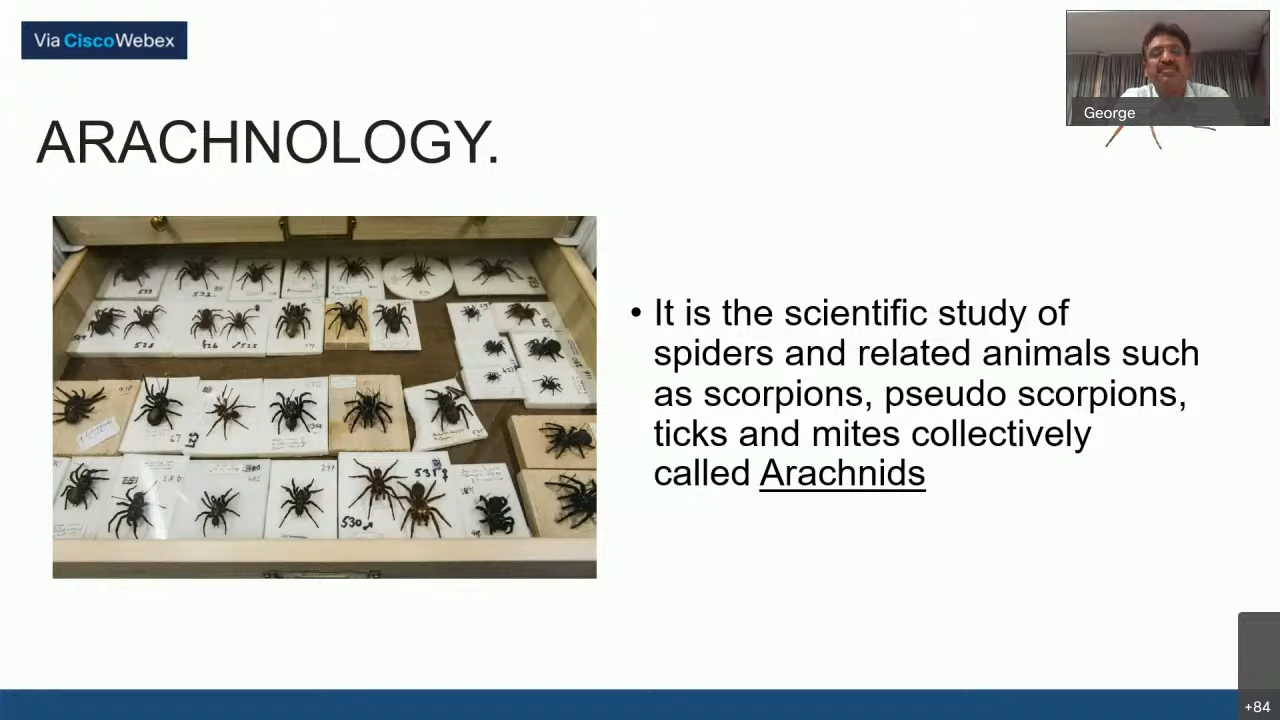 Via CiscoWebex
George
ARACHNOLOGY.
• It is the scientific study of
spiders and related animals such
as scorpions, pseudo scorpions,
ticks and mites collectively
called Arachnids
530
+84